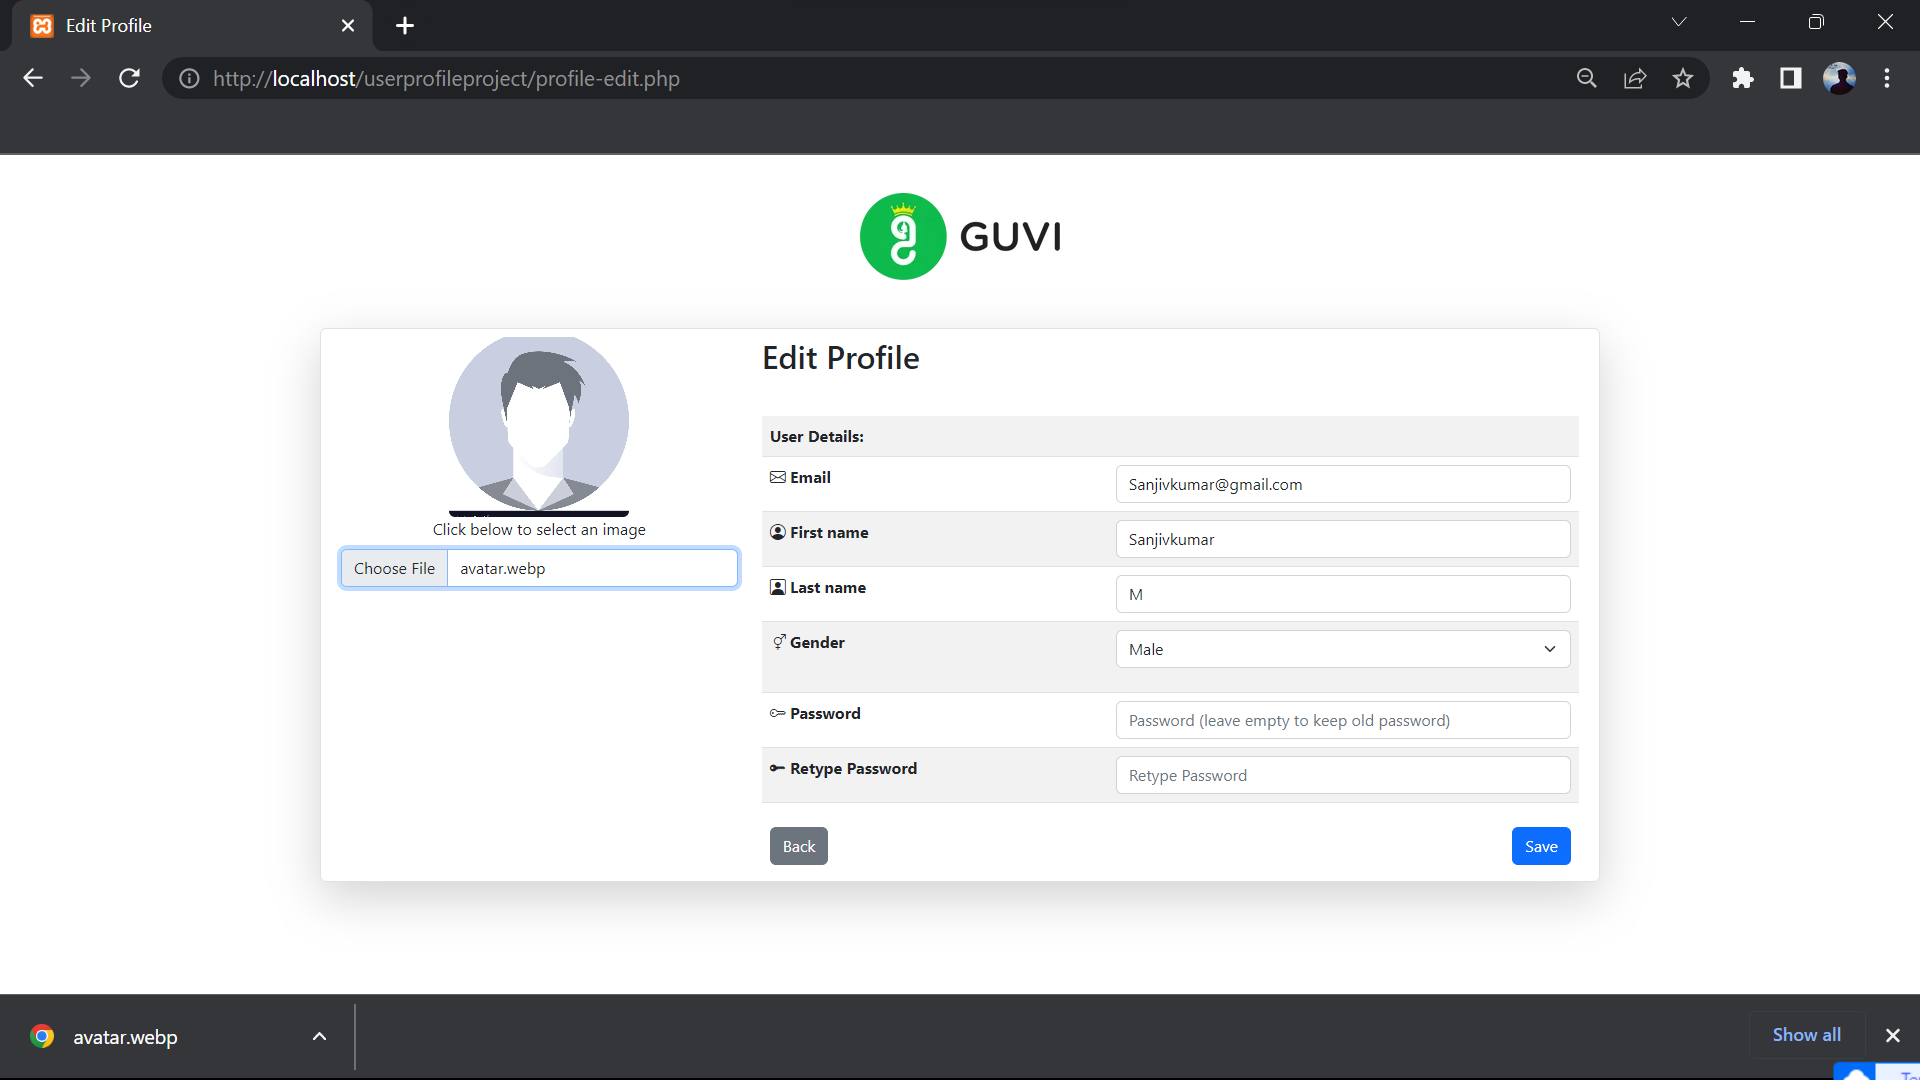 Edit Profile
http://localhost/userprofileproject/profile-edit.php
GUVI
Edit Profile
User Details:
Email
Sanjivkumar@gmail.com
First name
Sanjivkumar
Last name
M
Gender
Male
Password
Password (leave empty to keep old password)
Retype Password
Retype Password
Back
Save
Click below to select an image
Choose File
avatar.webp
avatar.webp
Show all